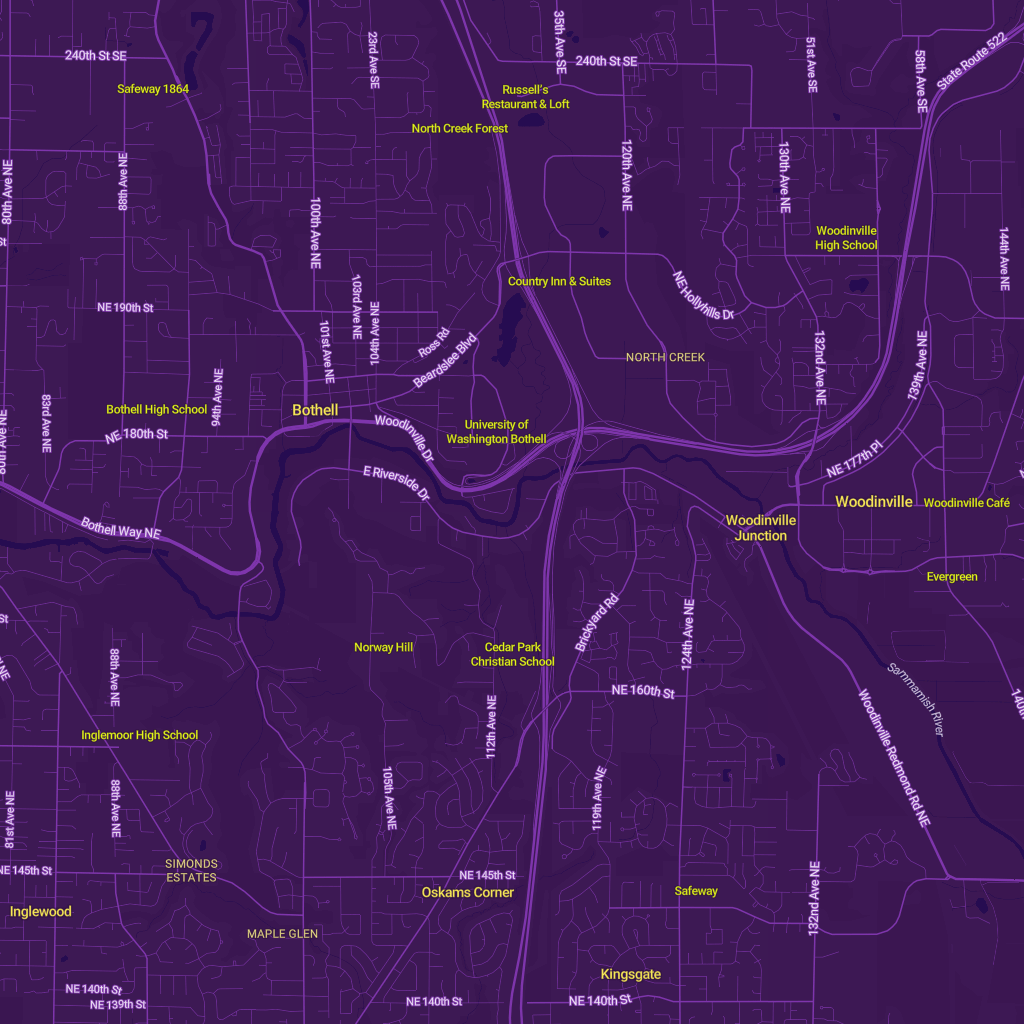 240th St SE
23rd Ave SE
35th Ave SE
240th St SE
51st Ave SE
58th Ave SE
State Route 522
Safeway 1864
Russell's
Restaurant & Loft
North Creek Forest
80th Ave NE
88th Ave NE
120th Ave NE
130th Ave NE
100th Ave NE
Woodinville
High School
144th Ave NE
St
Country Inn & Suites
NE Hollyhills Dr
NE 190th St
103rd Ave NE
104th Ave NE
101st Ave NE
Ross Rd
Beardslee Blvd
NORTH CREEK
132nd Ave NE
139th Ave NE
83rd Ave NE
94th Ave NE
Bothell High School
Bothell
NE 180th St
Woodinville Dr
University of
Washington Bothell
80th Ave NE
NE 177th Pl
E Riverside Dr
Woodinville
Woodinville Café
Bothell Way NE
Woodinville
Junction
Evergreen
St
Brickyard Rd
124th Ave NE
Norway Hill
Cedar Park
Christian School
88th Ave NE
NE
Sammamish River
NE 160th St
Woodinville Redmond Rd NE
140th
112th Ave NE
Inglemoor High School
88th Ave NE
105th Ave NE
119th Ave NE
81st Ave NE
SIMONDS
ESTATES
NE 145th St
NE 145th St
Oskams Corner
Safeway
132nd Ave NE
Inglewood
MAPLE GLEN
Kingsgate
NE 140th St
NE 139th St
NE 140th St
NE 140th St